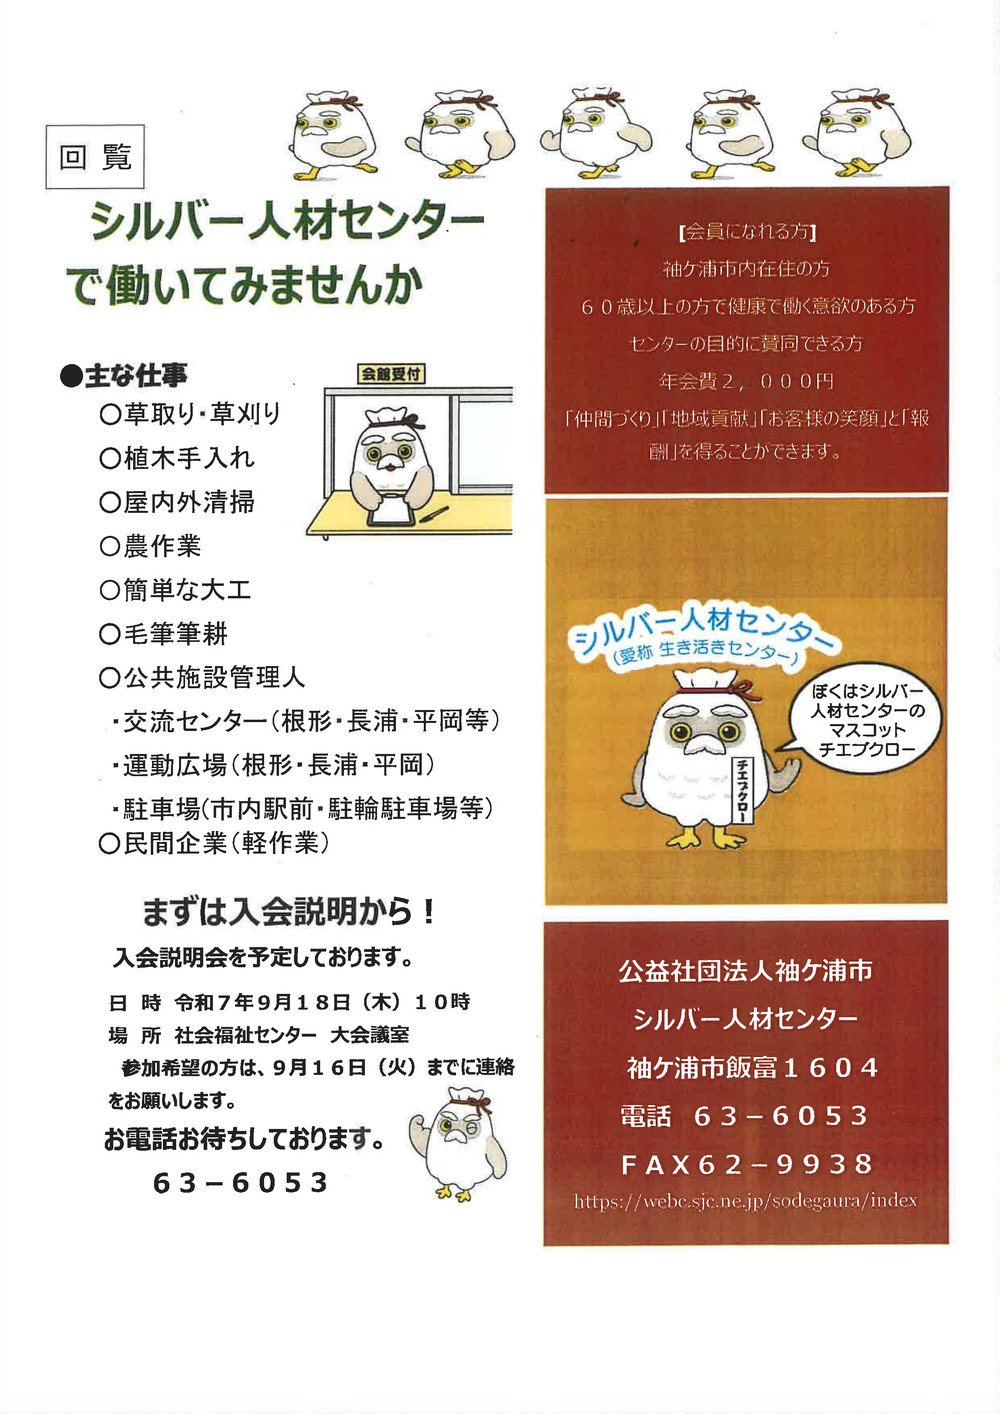 回覧
シルバー人材センター
で働いてみませんか
●主な仕事
会館受付
〇草取り・草刈り
〇植木手入れ
〇屋内外清掃
〇農作業
〇簡単な大工
〇毛筆筆耕
〇公共施設管理人
・交流センター（根形・長浦・平岡等）
・運動広場（根形・長浦・平岡）
・駐車場（市内駅前・駐輪駐車場等）
〇民間企業（軽作業）
まずは入会説明から！
入会説明会を予定しております。
日 時 令和７年９月１８日（木）１０時
場 所 社会福祉センター 大会議室
参加希望の方は、９月１６日（火）までに連絡
をお願いします。
お電話お待ちしております。
６３－６０５３
[会員になれる方]
袖ケ浦市内在住の方
６０歳以上の方で健康で働く意欲のある方
センターの目的に賛同できる方
年会費２，０００円
「仲間づくり」「地域貢献」「お客様の笑顔」と「報
酬」を得ることができます。
シルバー人材センター
（愛称 生き活きセンター）
ぼくはシルバー
人材センターの
マスコット
チエブクロー
チエブクロー
公益社団法人袖ケ浦市
シルバー人材センター
袖ケ浦市飯富１６０４
電話 ６３－６０５３
ＦＡＸ６２－９９３８
https://webc.sjc.ne.jp/sodegaura/index